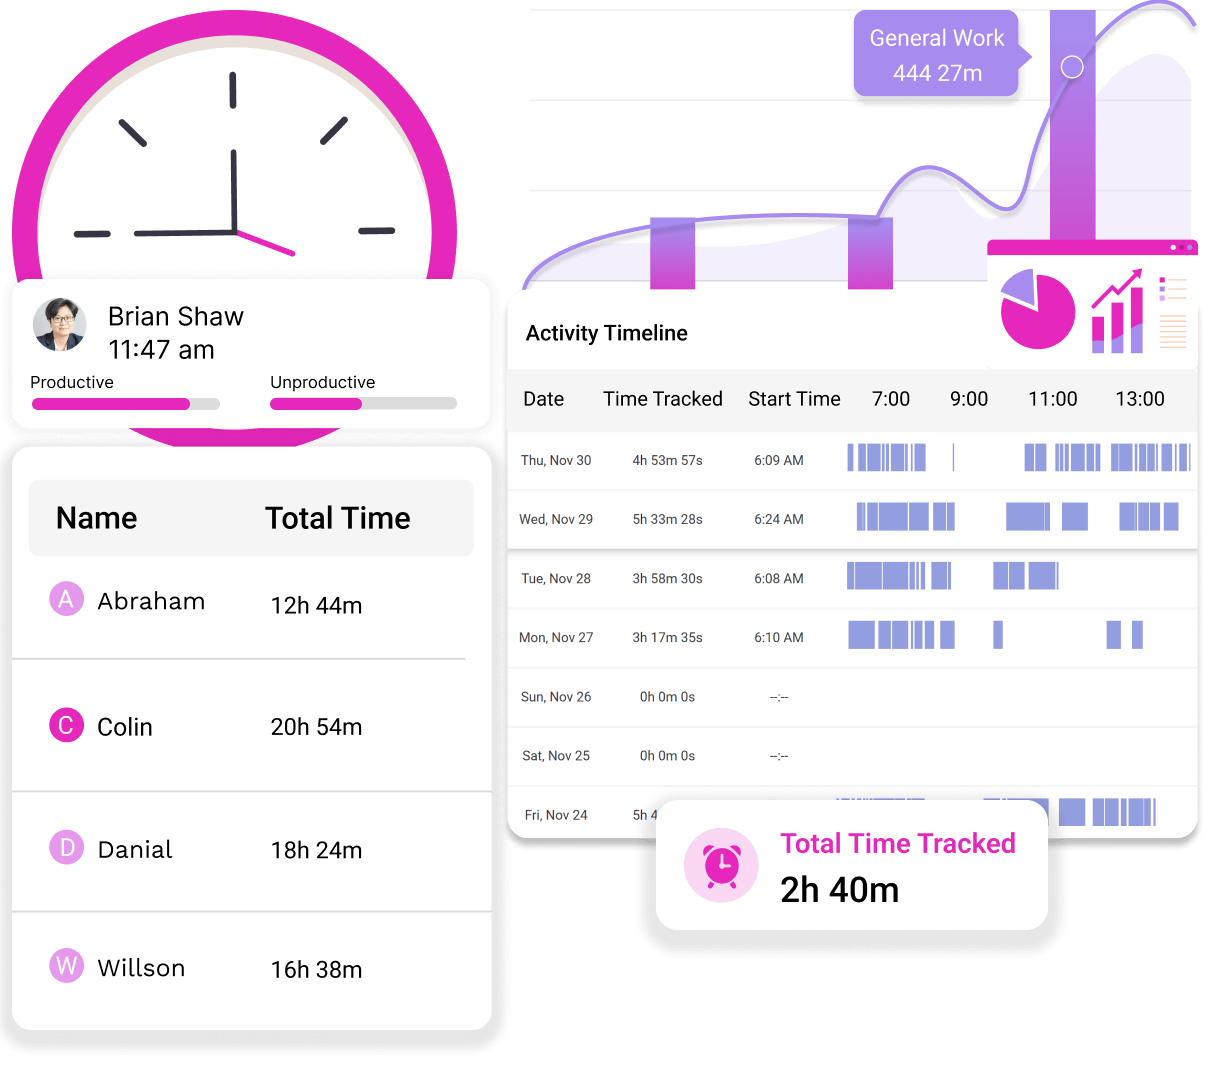 General Work
444 27m
Brian Shaw
11:47 am
Productive
Unproductive
Name Total Time
A Abraham 12h 44m
C Colin 20h 54m
D Danial 18h 24m
W Willson 16h 38m
Activity Timeline
Date Time Tracked Start Time 7:00 9:00 11:00 13:00
Thu, Nov 30 4h 53m 57s 6:09 AM
Wed, Nov 29 5h 33m 28s 6:24 AM
Tue, Nov 28 3h 58m 30s 6:08 AM
Mon, Nov 27 3h 17m 35s 6:10 AM
Sun, Nov 26 0h 0m 0s --:--
Sat, Nov 25 0h 0m 0s --:--
Fri, Nov 24 5h 4
Total Time Tracked
2h 40m